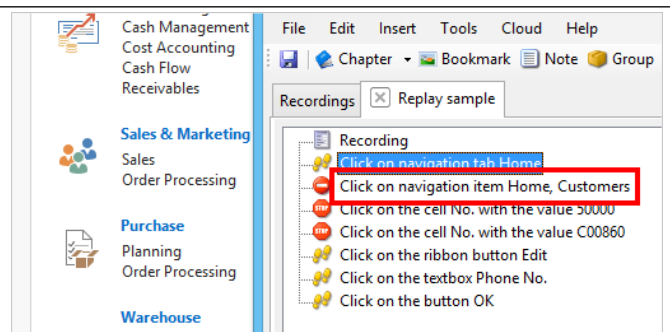 Cash Management
Cost Accounting
Cash Flow
Receivables
Sales & Marketing
Sales
Order Processing
Purchase
Planning
Order Processing
Warehouse
File Edit Insert Tools Cloud Help
Chapter Bookmark Note Group
Recordings Replay sample
Recording
Click on navigation tab Home
Click on navigation item Home, Customers
Click on the cell No. with the value 50000
Click on the cell No. with the value C00860
Click on the ribbon button Edit
Click on the textbox Phone No.
Click on the button OK